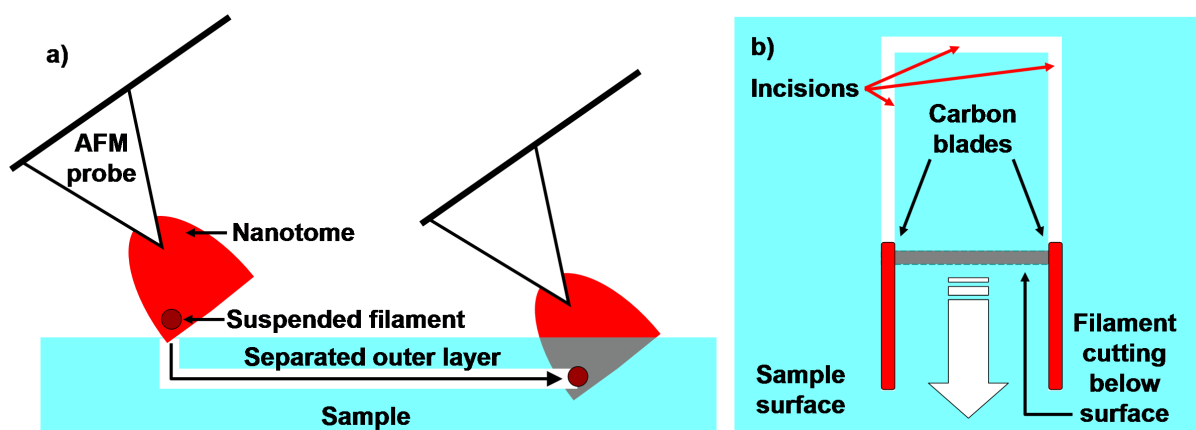 a)
AFM
probe
Nanotome
Suspended filament
Separated outer layer
Sample
b)
Incisions
Carbon
blades
Sample
surface
Filament
cutting
below
surface